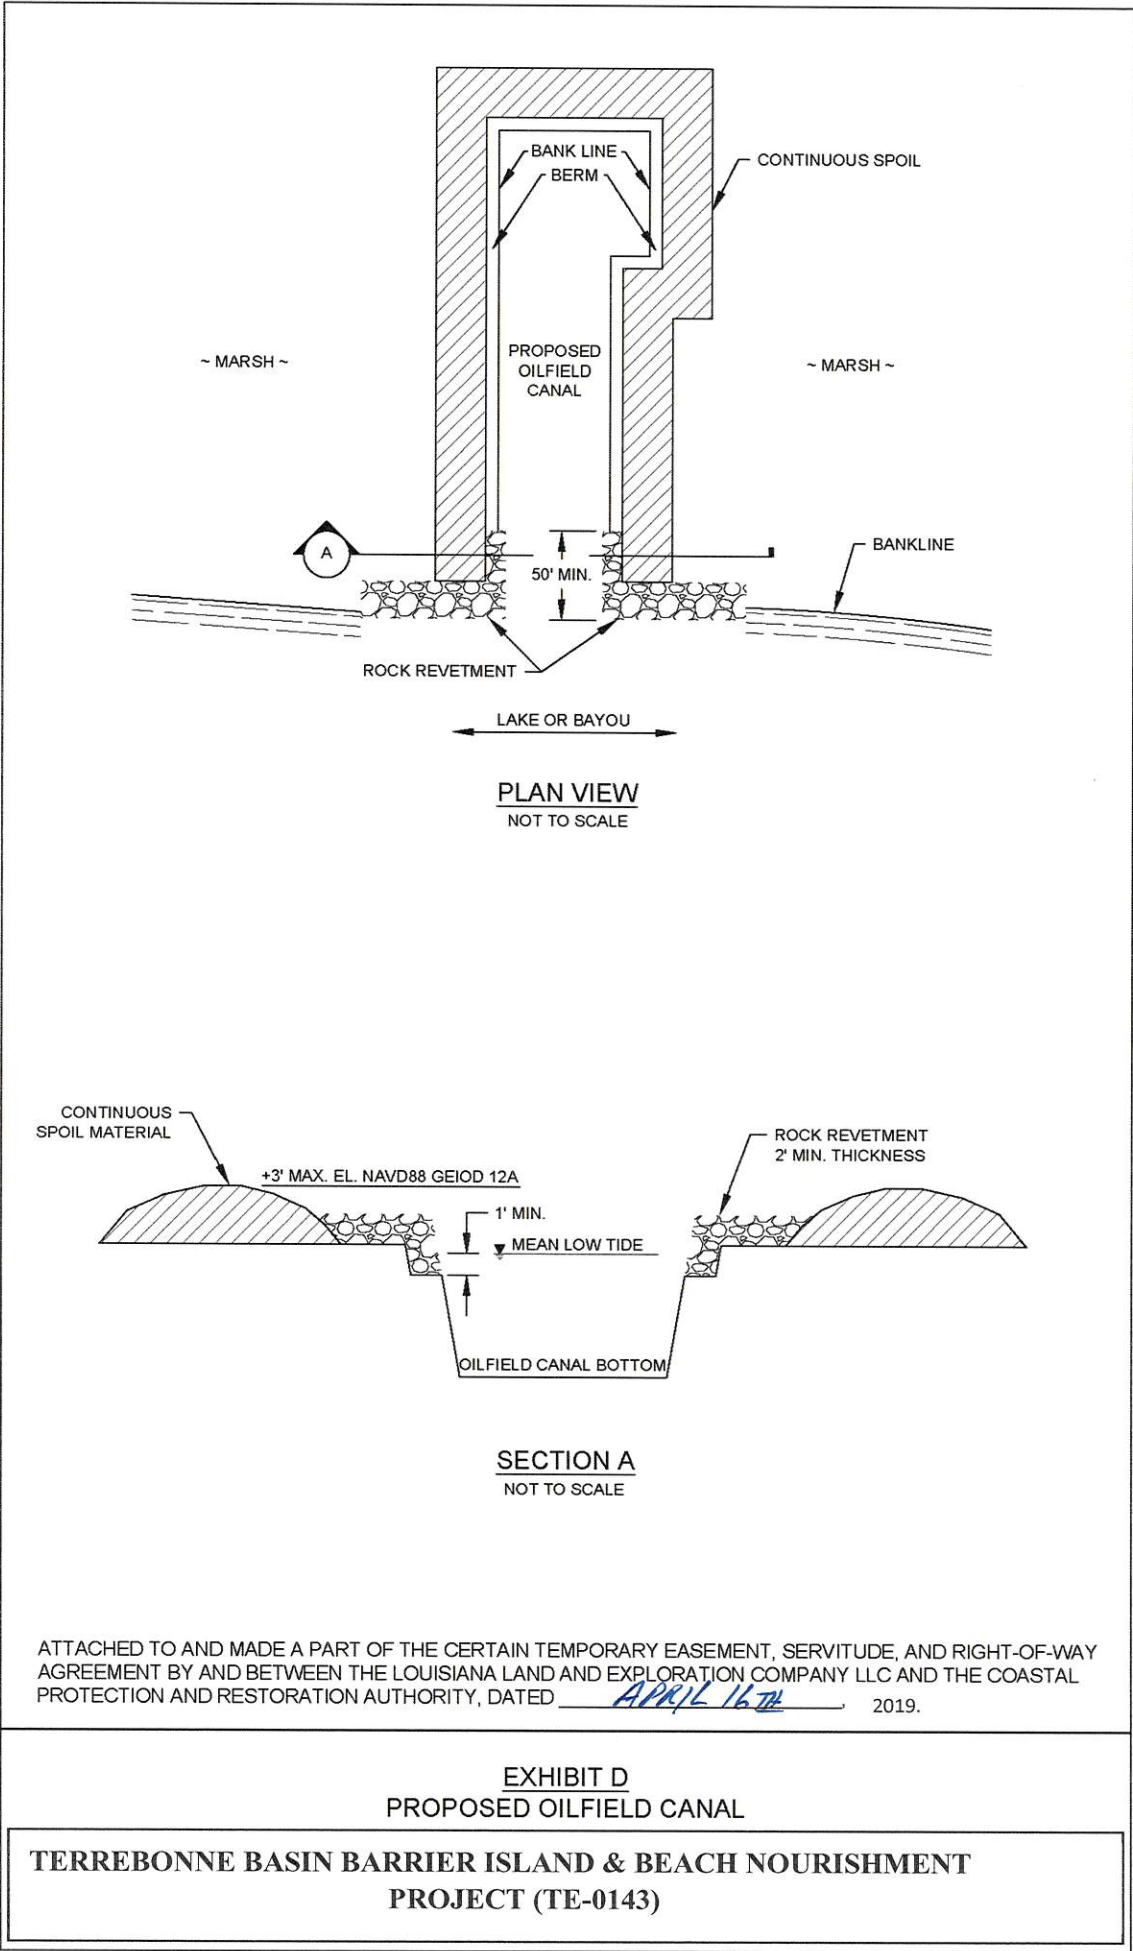 BANK LINE
BERM
CONTINUOUS SPOIL
~ MARSH ~
PROPOSED
OILFIELD
CANAL
~ MARSH ~
A
50' MIN.
BANKLINE
ROCK REVETMENT
LAKE OR BAYOU
PLAN VIEW
NOT TO SCALE
CONTINUOUS
SPOIL MATERIAL
ROCK REVETMENT
2' MIN. THICKNESS
+3' MAX. EL. NAVD88 GEIOD 12A
1' MIN.
MEAN LOW TIDE
OILFIELD CANAL BOTTOM
SECTION A
NOT TO SCALE
ATTACHED TO AND MADE A PART OF THE CERTAIN TEMPORARY EASEMENT, SERVITUDE, AND RIGHT-OF-WAY
AGREEMENT BY AND BETWEEN THE LOUISIANA LAND AND EXPLORATION COMPANY LLC AND THE COASTAL
PROTECTION AND RESTORATION AUTHORITY, DATED APRIL 16TH, 2019.
EXHIBIT D
PROPOSED OILFIELD CANAL
TERREBONNE BASIN BARRIER ISLAND & BEACH NOURISHMENT
PROJECT (TE-0143)